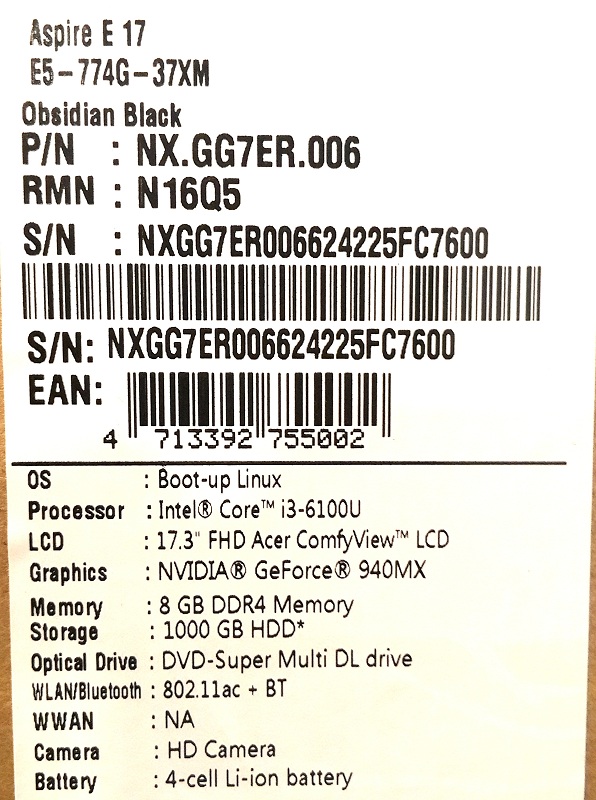 Aspire E 17
E5-774G-37XM
Obsidian Black
P/N : NX.GG7ER.006
RMN : N16Q5
S/N : NXGG7ER006624225FC7600
S/N: NXGG7ER006624225FC7600
EAN:
4 713392 755002
OS : Boot-up Linux
Processor : Intel® Core™ i3-6100U
LCD : 17.3" FHD Acer ComfyView™ LCD
Graphics : NVIDIA® GeForce® 940MX
Memory : 8 GB DDR4 Memory
Storage : 1000 GB HDD*
Optical Drive : DVD-Super Multi DL drive
WLAN/Bluetooth : 802.11ac + BT
WWAN : NA
Camera : HD Camera
Battery : 4-cell Li-ion battery